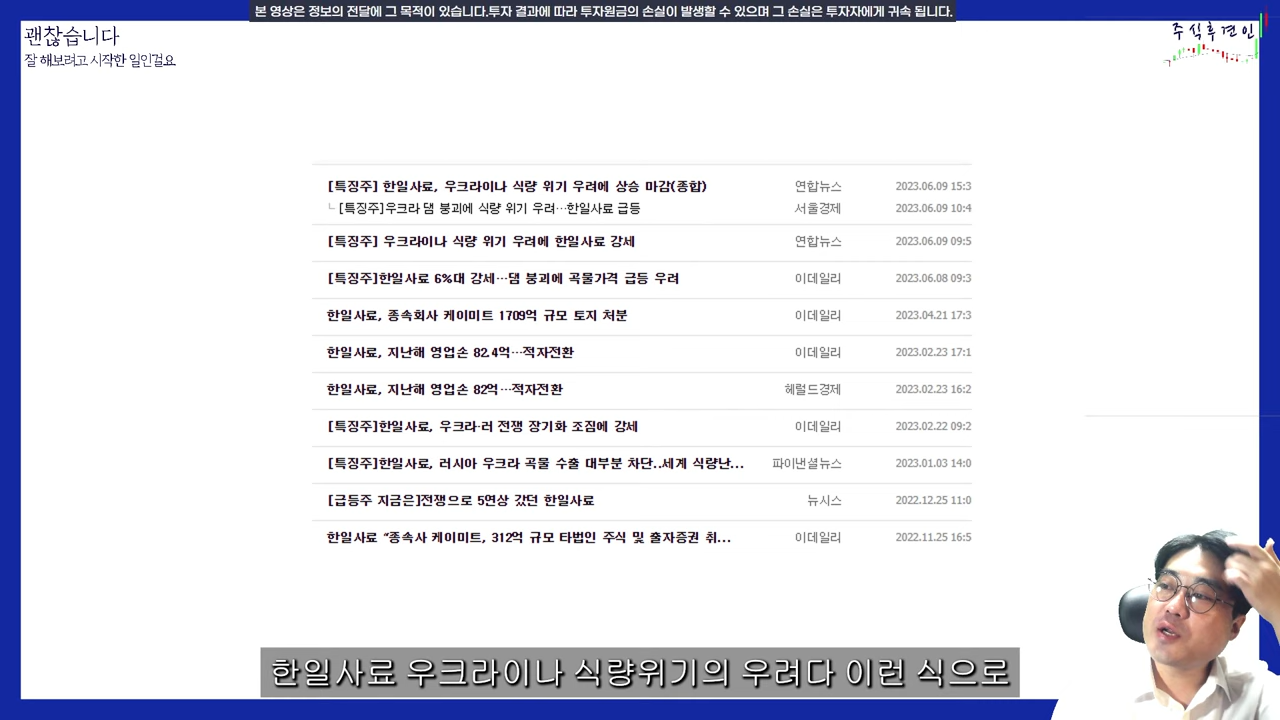 본 영상은 정보의 전달에 그 목적이 있습니다.투자 결과에 따라 투자원금의 손실이 발생할 수 있으며 그 손실은 투자자에게 귀속 됩니다.
괜찮습니다
잘 해보려고 시작한 일인걸요
주식후견인
[특징주] 한일사료, 우크라이나 식량 위기 우려에 상승 마감(종합) 연합뉴스 2023.06.09 15:3
└ [특징주]우크라 댐 붕괴에 식량 위기 우려…한일사료 급등 서울경제 2023.06.09 10:4
[특징주] 우크라이나 식량 위기 우려에 한일사료 강세 연합뉴스 2023.06.09 09:5
[특징주]한일사료 6%대 강세…댐 붕괴에 곡물가격 급등 우려 이데일리 2023.06.08 09:3
한일사료, 종속회사 케이미트 1709억 규모 토지 처분 이데일리 2023.04.21 17:3
한일사료, 지난해 영업손 82.4억…적자전환 이데일리 2023.02.23 17:1
한일사료, 지난해 영업손 82억…적자전환 헤럴드경제 2023.02.23 16:2
[특징주]한일사료, 우크라·러 전쟁 장기화 조짐에 강세 이데일리 2023.02.22 09:2
[특징주]한일사료, 러시아 우크라 곡물 수출 대부분 차단..세계 식량난... 파이낸셜뉴스 2023.01.03 14:0
[급등주 지금은]전쟁으로 5연상 갔던 한일사료 뉴시스 2022.12.25 11:0
한일사료 “종속사 케이미트, 312억 규모 타법인 주식 및 출자증권 취... 이데일리 2022.11.25 16:5
한일사료 우크라이나 식량위기의 우려다 이런 식으로